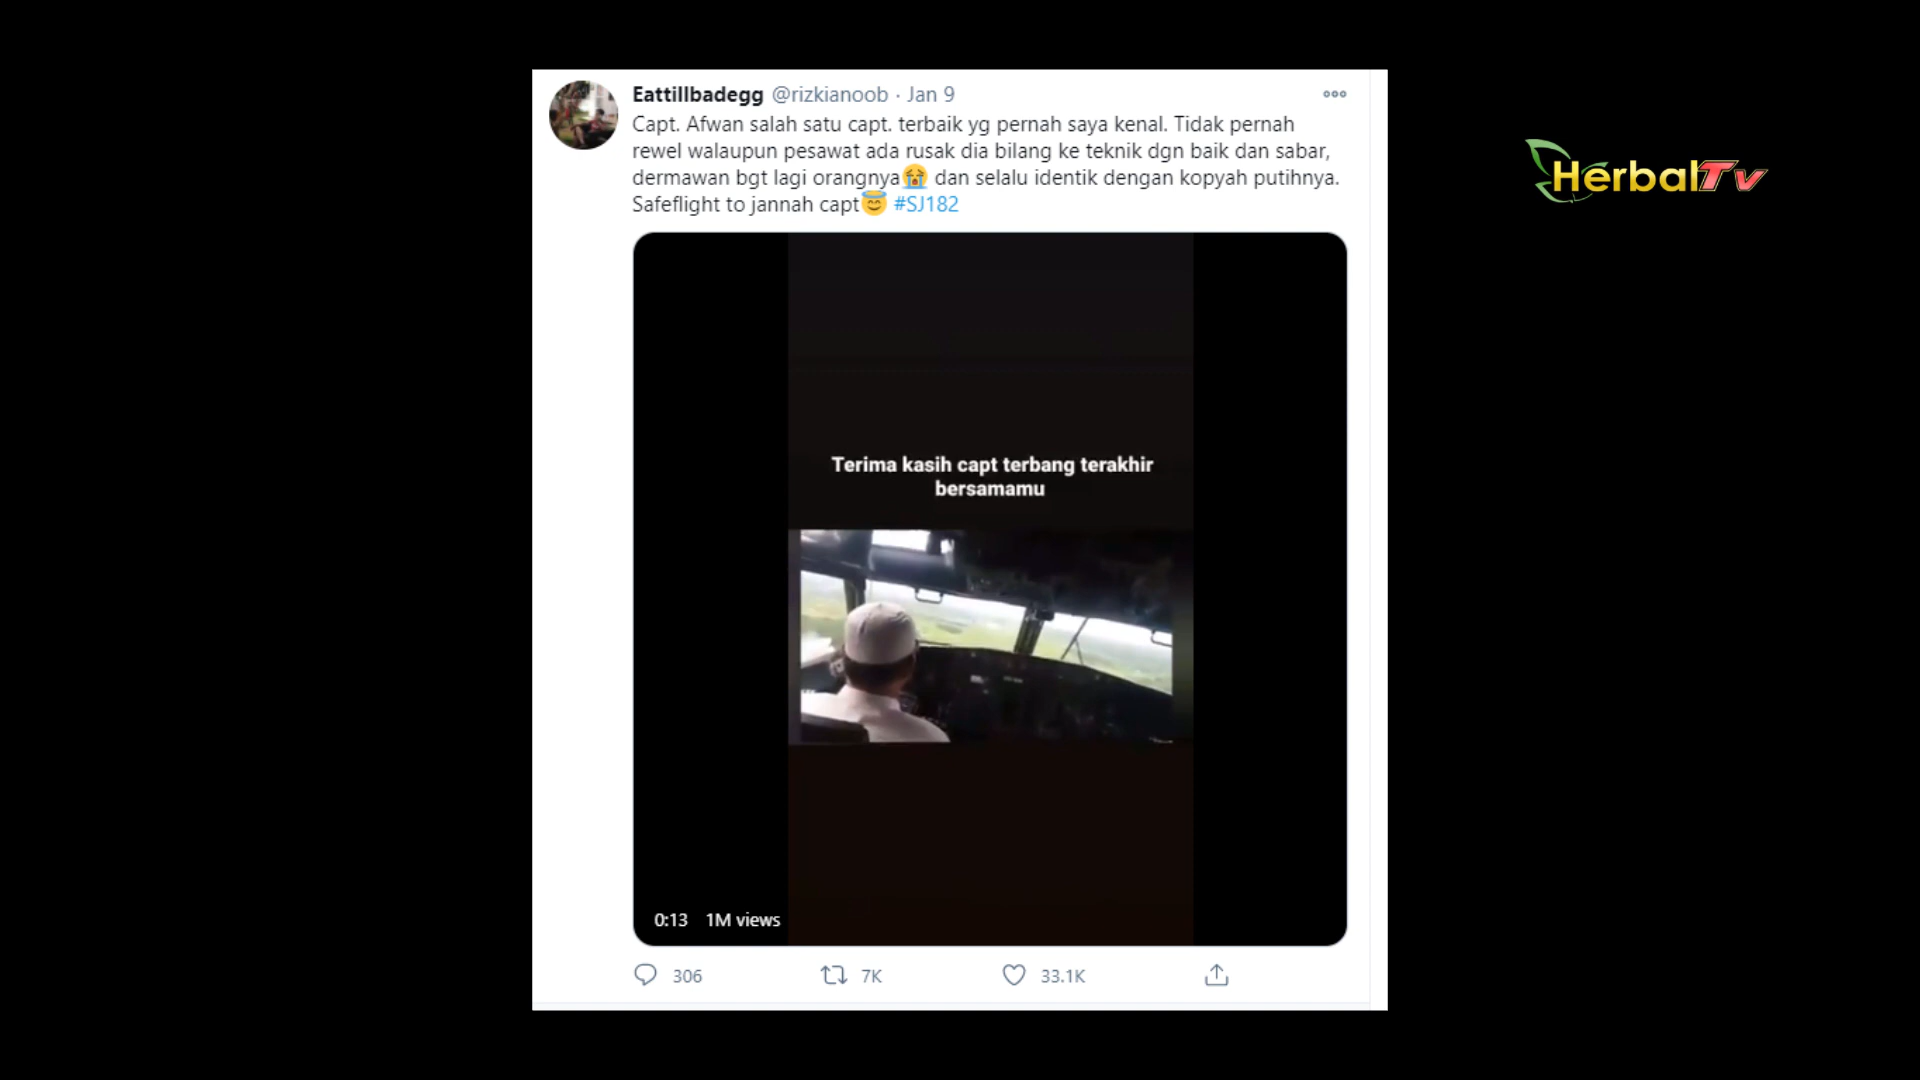 Eattillbadegg @rizkianoob · Jan 9
Capt. Afwan salah satu capt. terbaik yg pernah saya kenal. Tidak pernah
rewel walaupun pesawat ada rusak dia bilang ke teknik dgn baik dan sabar,
dermawan bgt lagi orangnya😭 dan selalu identik dengan kopyah putihnya.
Safeflight to jannah capt😇 #SJ182
HerbalTv
Terima kasih capt terbang terakhir
bersamamu
0:13 1M views
306 7K 33.1K